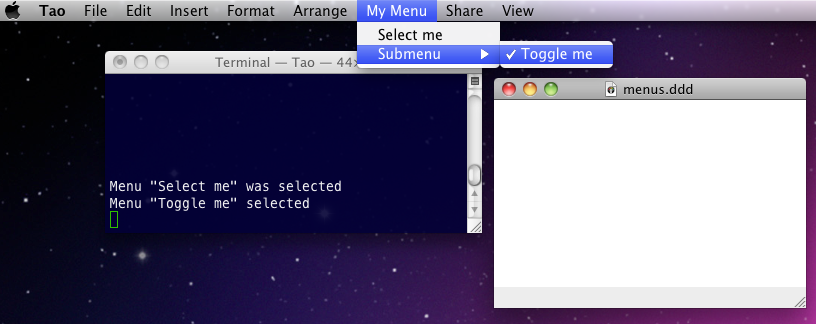 Tao File Edit Insert Format Arrange My Menu Share View
Select me
Submenu ▶ ✓ Toggle me
Terminal — Tao — 44
menus.ddd
Menu "Select me" was selected
Menu "Toggle me" selected